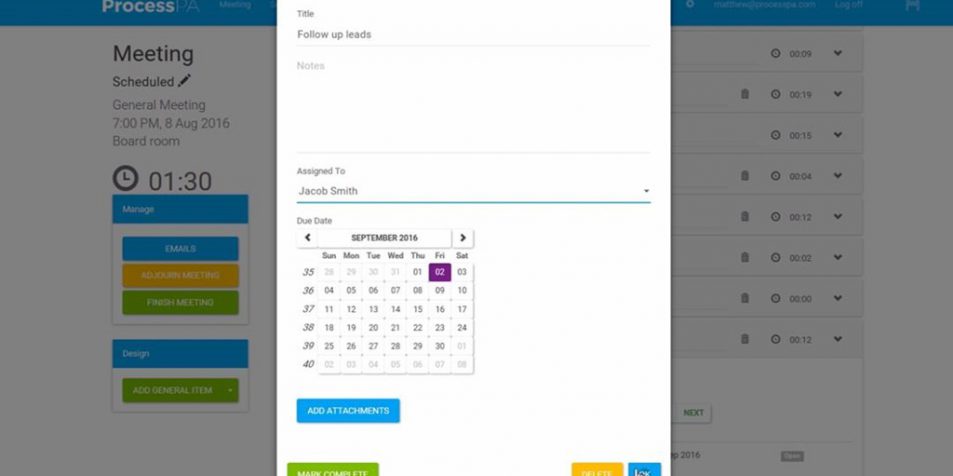 ProcessPA
Meeting
matthew@processpa.com
Log off
Meeting
Scheduled
General Meeting
7:00 PM, 8 Aug 2016
Board room
01:30
Manage
EMAILS
ADJOURN MEETING
FINISH MEETING
Design
ADD GENERAL ITEM
Title
Follow up leads
Notes
Assigned To
Jacob Smith
Due Date
SEPTEMBER 2016
Sun Mon Tue Wed Thu Fri Sat
35 28 29 30 31 01 02 03
36 04 05 06 07 08 09 10
37 11 12 13 14 15 16 17
38 18 19 20 21 22 23 24
39 25 26 27 28 29 30 01
40 02 03 04 05 06 07 08
ADD ATTACHMENTS
MARK COMPLETE
DELETE
00:09
00:19
00:15
00:04
00:12
00:02
00:00
00:12
NEXT
2016
Open